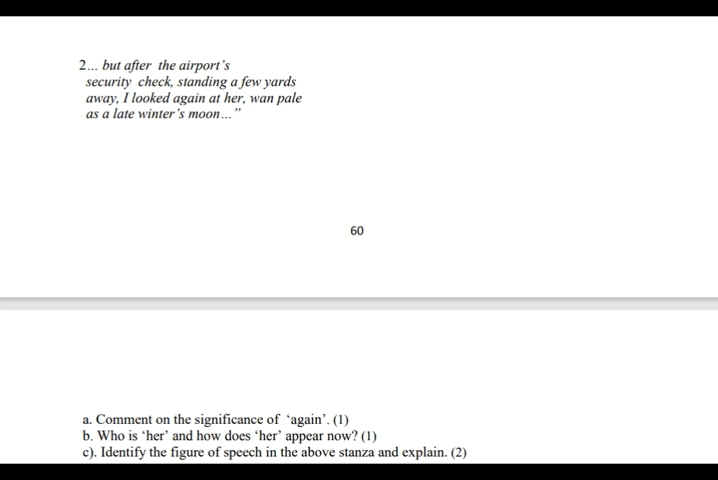 2... but after the airport's
security check, standing a few yards
away, I looked again at her, wan pale
as a late winter's moon..."
60
a. Comment on the significance of 'again'. (1)
b. Who is 'her' and how does 'her' appear now? (1)
c). Identify the figure of speech in the above stanza and explain. (2)